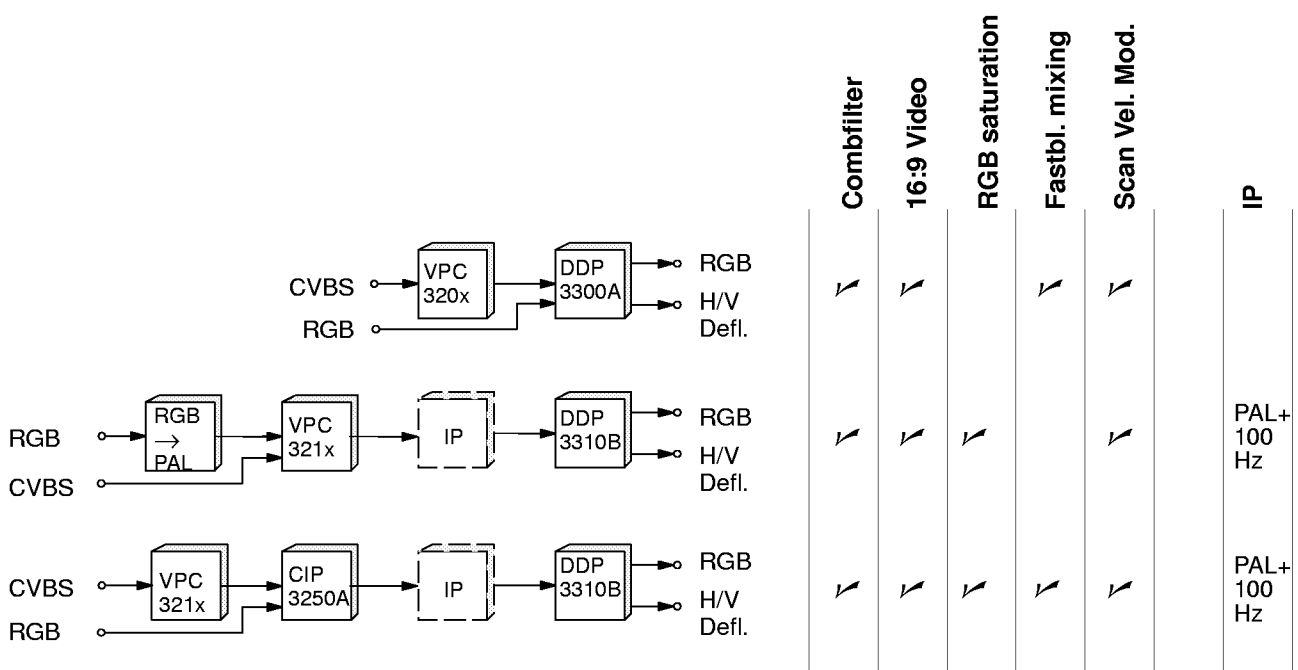 Combfilter
16:9 Video
RGB saturation
Fastbl. mixing
Scan Vel. Mod.
IP
CVBS
RGB
VPC
320x
DDP
3300A
RGB
H/V
Defl.
RGB
CVBS
RGB
→
PAL
VPC
321x
IP
DDP
3310B
RGB
H/V
Defl.
PAL+
100
Hz
CVBS
RGB
VPC
321x
CIP
3250A
IP
DDP
3310B
RGB
H/V
Defl.
PAL+
100
Hz